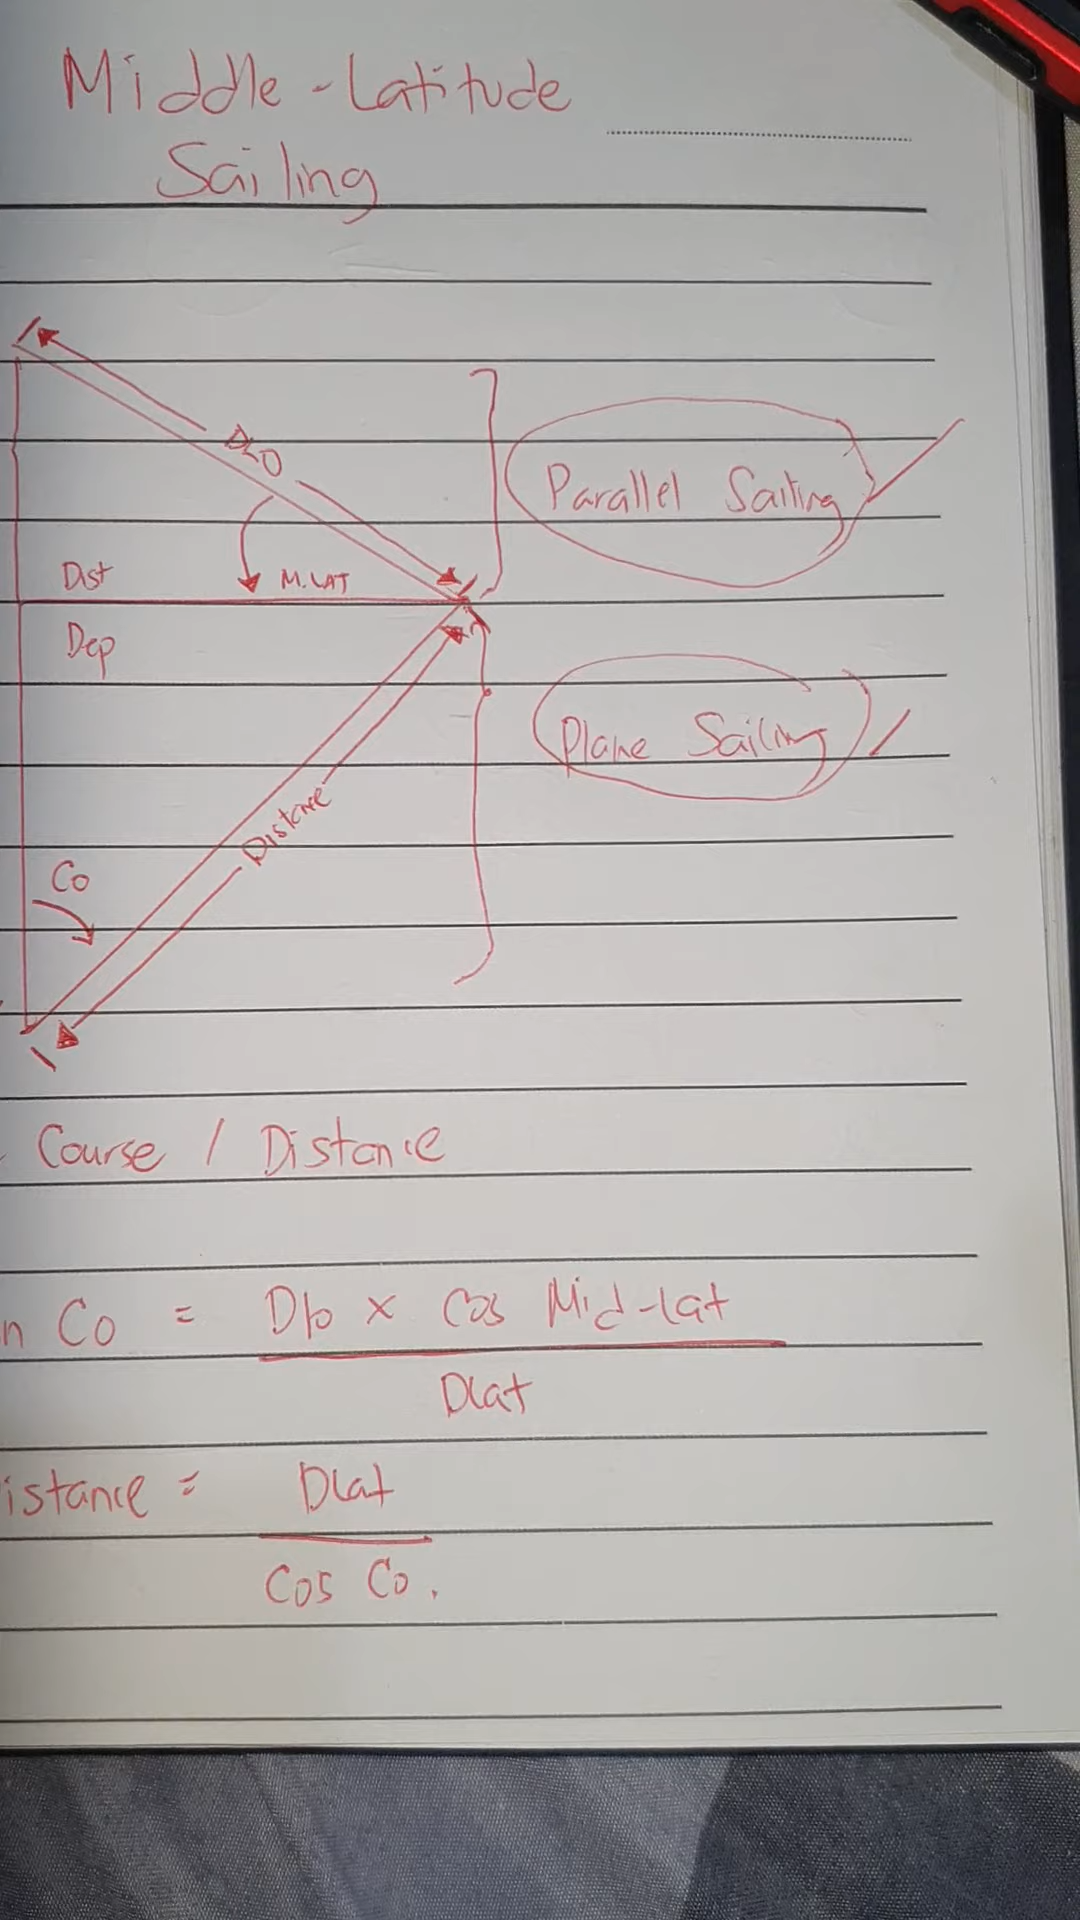 Middle-Latitude
Sailing
DLO
Parallel Sailing
Dist
M.LAT
Dep
Plane Sailing
Distance
Co
Course / Distance
n Co = Dlo x Cos Mid-lat
Dlat
istance = Dlat
Cos Co.